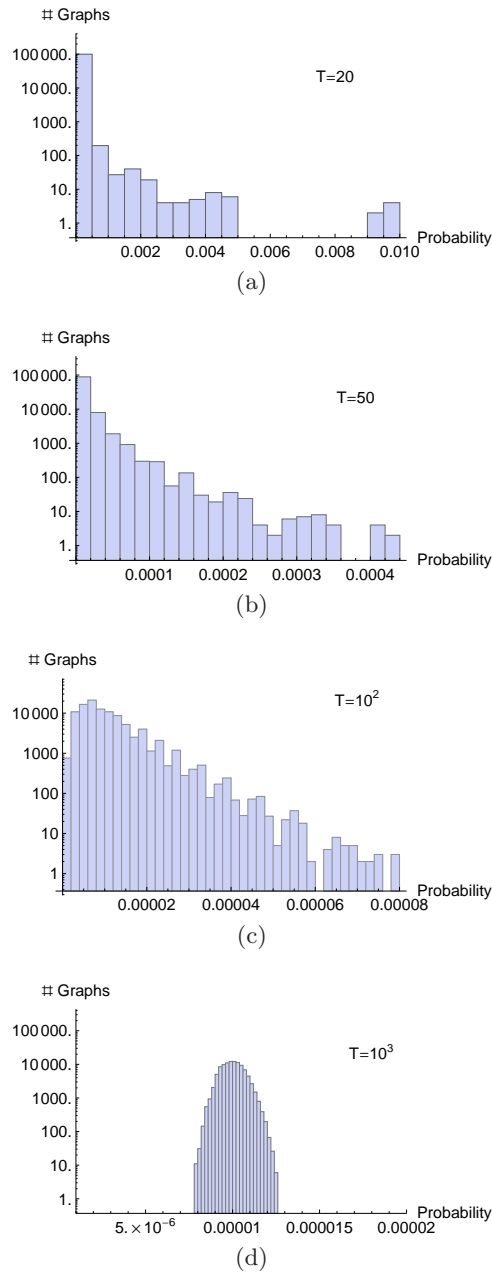 # Graphs
100 000.
T=20
10 000.
1000.
100.
10.
1.
0.002 0.004 0.006 0.008 0.010 Probability
(a)
# Graphs
100 000.
T=50
10 000.
1000.
100.
10.
1.
0.0001 0.0002 0.0003 0.0004 Probability
(b)
# Graphs
T=10²
10 000
1000
100
10
1
0.00002 0.00004 0.00006 0.00008 Probability
(c)
# Graphs
100 000.
T=10³
10 000.
1000.
100.
10.
1.
5.×10⁻⁶ 0.00001 0.000015 0.00002 Probability
(d)